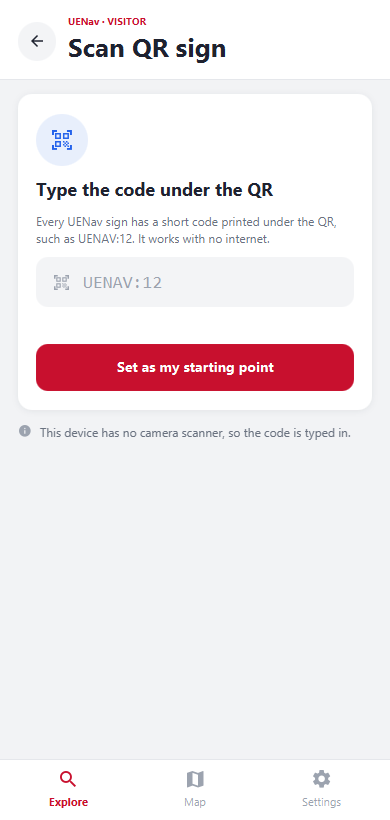 UENav · VISITOR
Scan QR sign
Type the code under the QR
Every UENav sign has a short code printed under the QR,
such as UENAV:12. It works with no internet.
UENAV:12
Set as my starting point
This device has no camera scanner, so the code is typed in.
Explore
Map
Settings